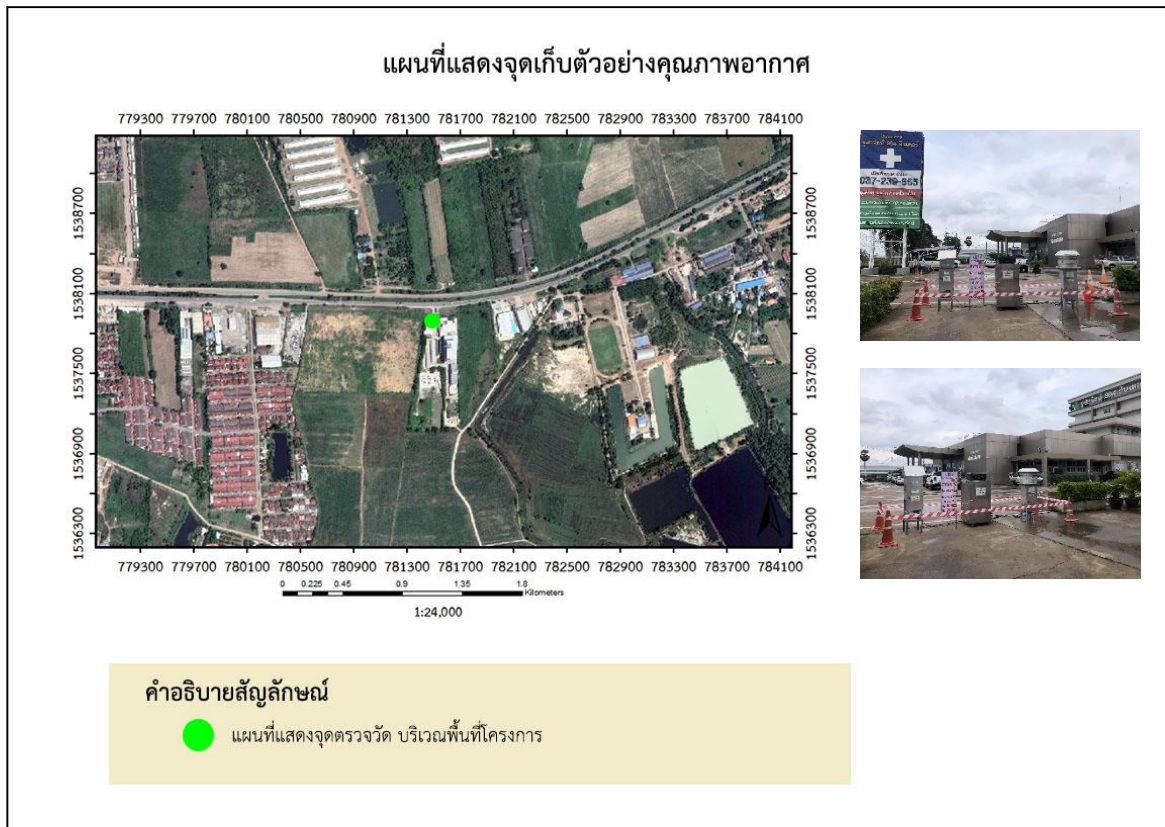 แผนที่แสดงจุดเก็บตัวอย่างคุณภาพอากาศ
779300 779700 780100 780500 780900 781300 781700 782100 782500 782900 783300 783700 784100
1538700 1538700
1538100 1538100
1537500 1537500
1536900 1536900
1536300 1536300
779300 779700 780100 780500 780900 781300 781700 782100 782500 782900 783300 783700 784100
0 0.225 0.45 0.9 1.35 1.8
Kilometers
1:24,000
037-239-555
คำอธิบายสัญลักษณ์
แผนที่แสดงจุดตรวจวัด บริเวณพื้นที่โครงการ